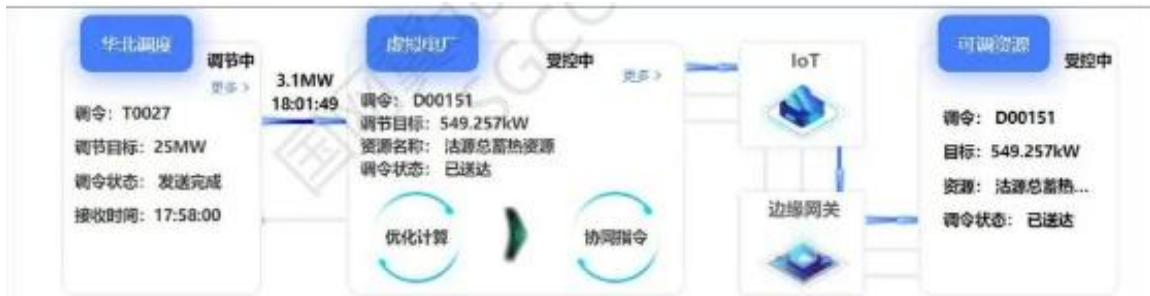 华北调度
调节中
更多 >
调令：T0027
调节目标：25MW
调令状态：发送完成
接收时间：17:58:00
3.1MW
18:01:49
虚拟电厂
受控中
更多 >
调令：D00151
调节目标：549.257kW
资源名称：沽源总蓄热资源
调令状态：已送达
优化计算
协同指令
IoT
边缘网关
可调资源
受控中
调令：D00151
目标：549.257kW
资源：沽源总蓄热...
调令状态：已送达
SGCC